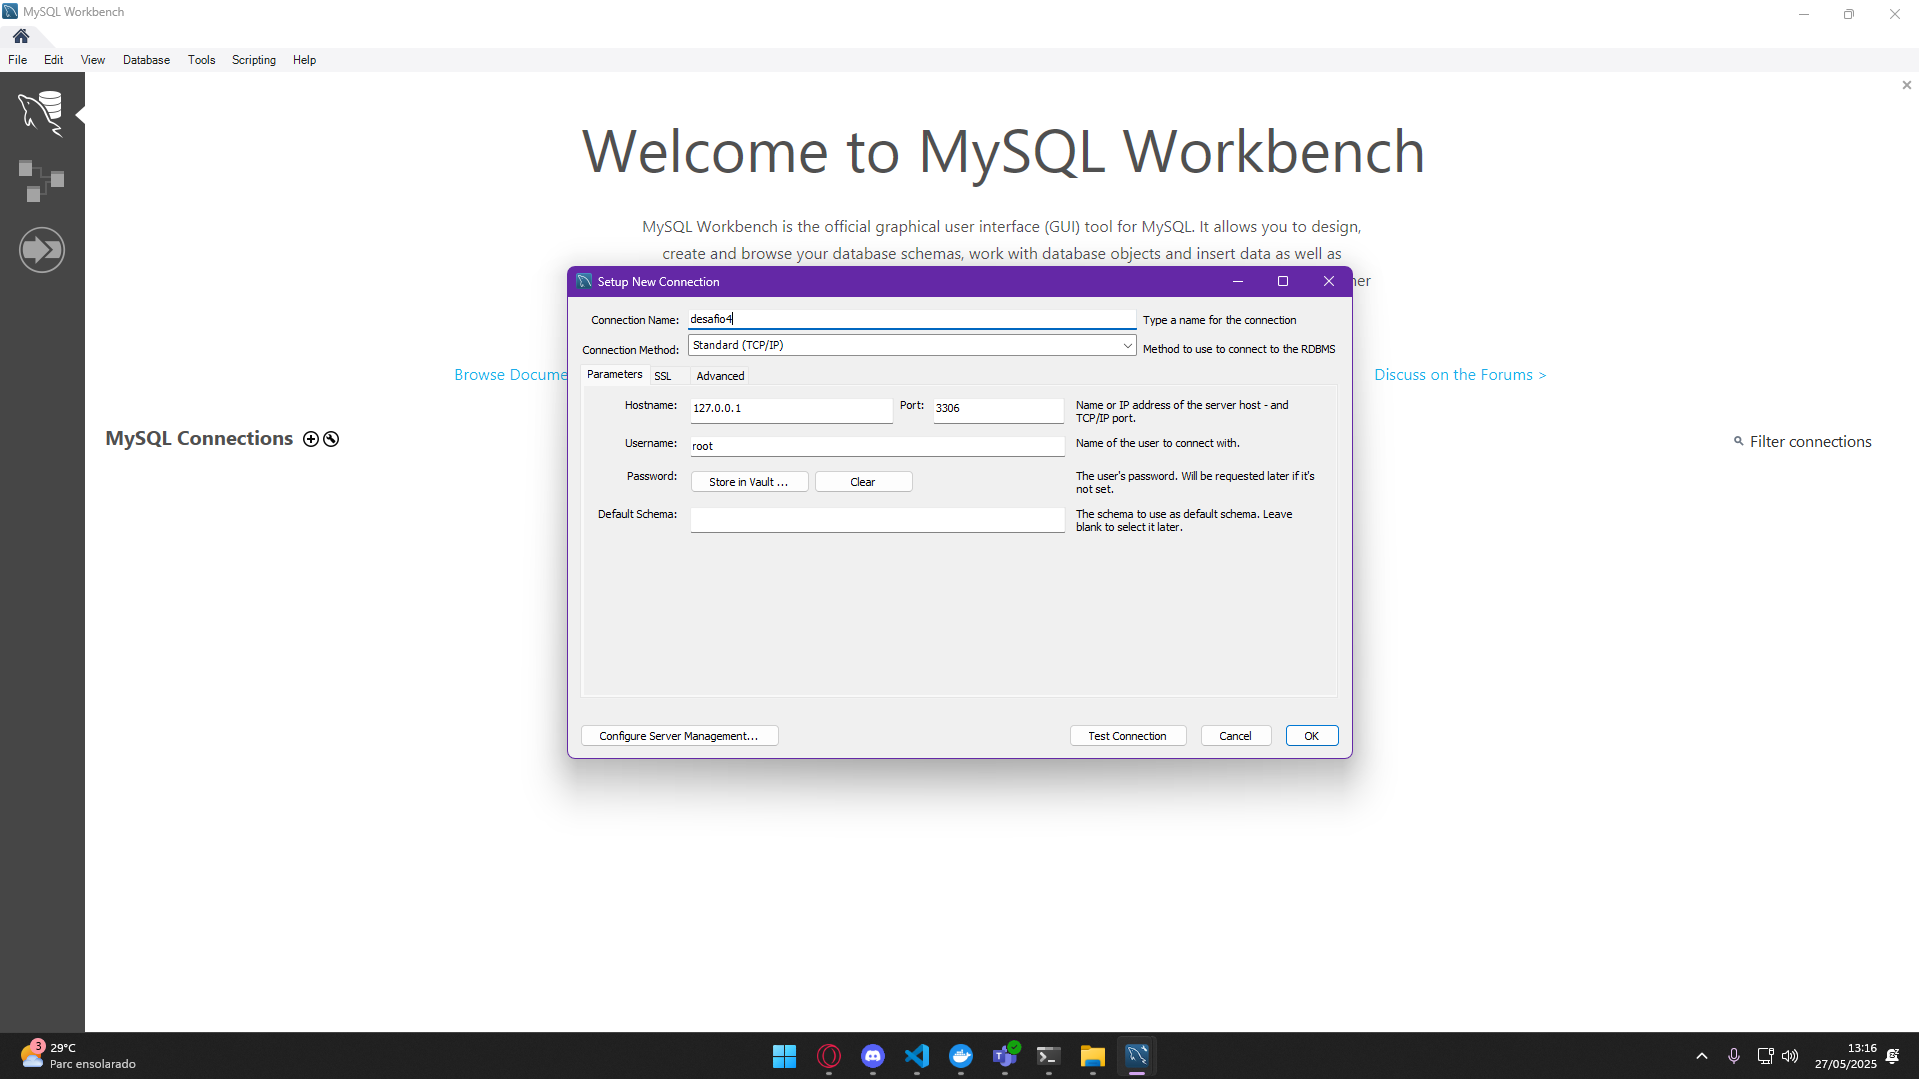 MySQL Workbench
File Edit View Database Tools Scripting Help
Welcome to MySQL Workbench
MySQL Workbench is the official graphical user interface (GUI) tool for MySQL. It allows you to design,
create and browse your database schemas, work with database objects and insert data as well as
Setup New Connection
Connection Name: desafio4 Type a name for the connection
Connection Method: Standard (TCP/IP) Method to use to connect to the RDBMS
Parameters SSL Advanced
Browse Docume
Discuss on the Forums >
Hostname: 127.0.0.1 Port: 3306 Name or IP address of the server host - and
TCP/IP port.
MySQL Connections
Filter connections
Username: root Name of the user to connect with.
Password: Store in Vault ... Clear The user's password. Will be requested later if it's
not set.
Default Schema: The schema to use as default schema. Leave
blank to select it later.
Configure Server Management... Test Connection Cancel OK
3
29°C
Parc ensolarado
13:16
27/05/2025